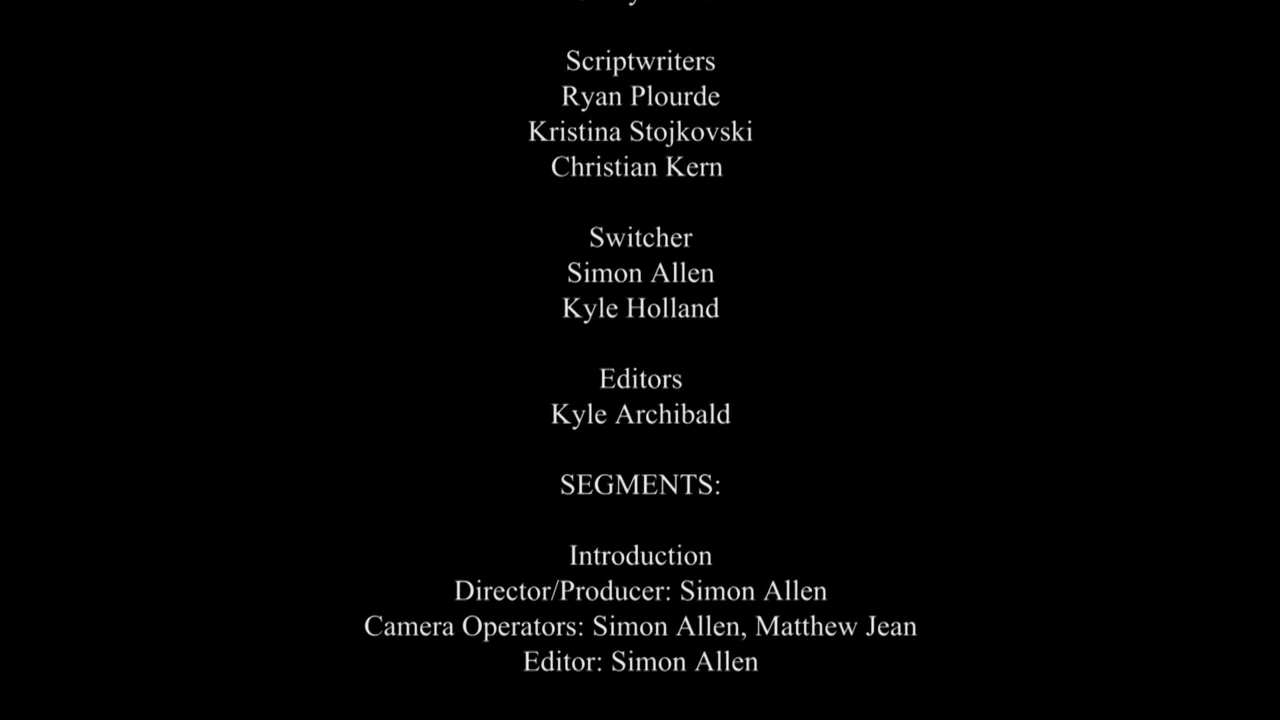 Scriptwriters
Ryan Plourde
Kristina Stojkovski
Christian Kern
Switcher
Simon Allen
Kyle Holland
Editors
Kyle Archibald
SEGMENTS:
Introduction
Director/Producer: Simon Allen
Camera Operators: Simon Allen, Matthew Jean
Editor: Simon Allen